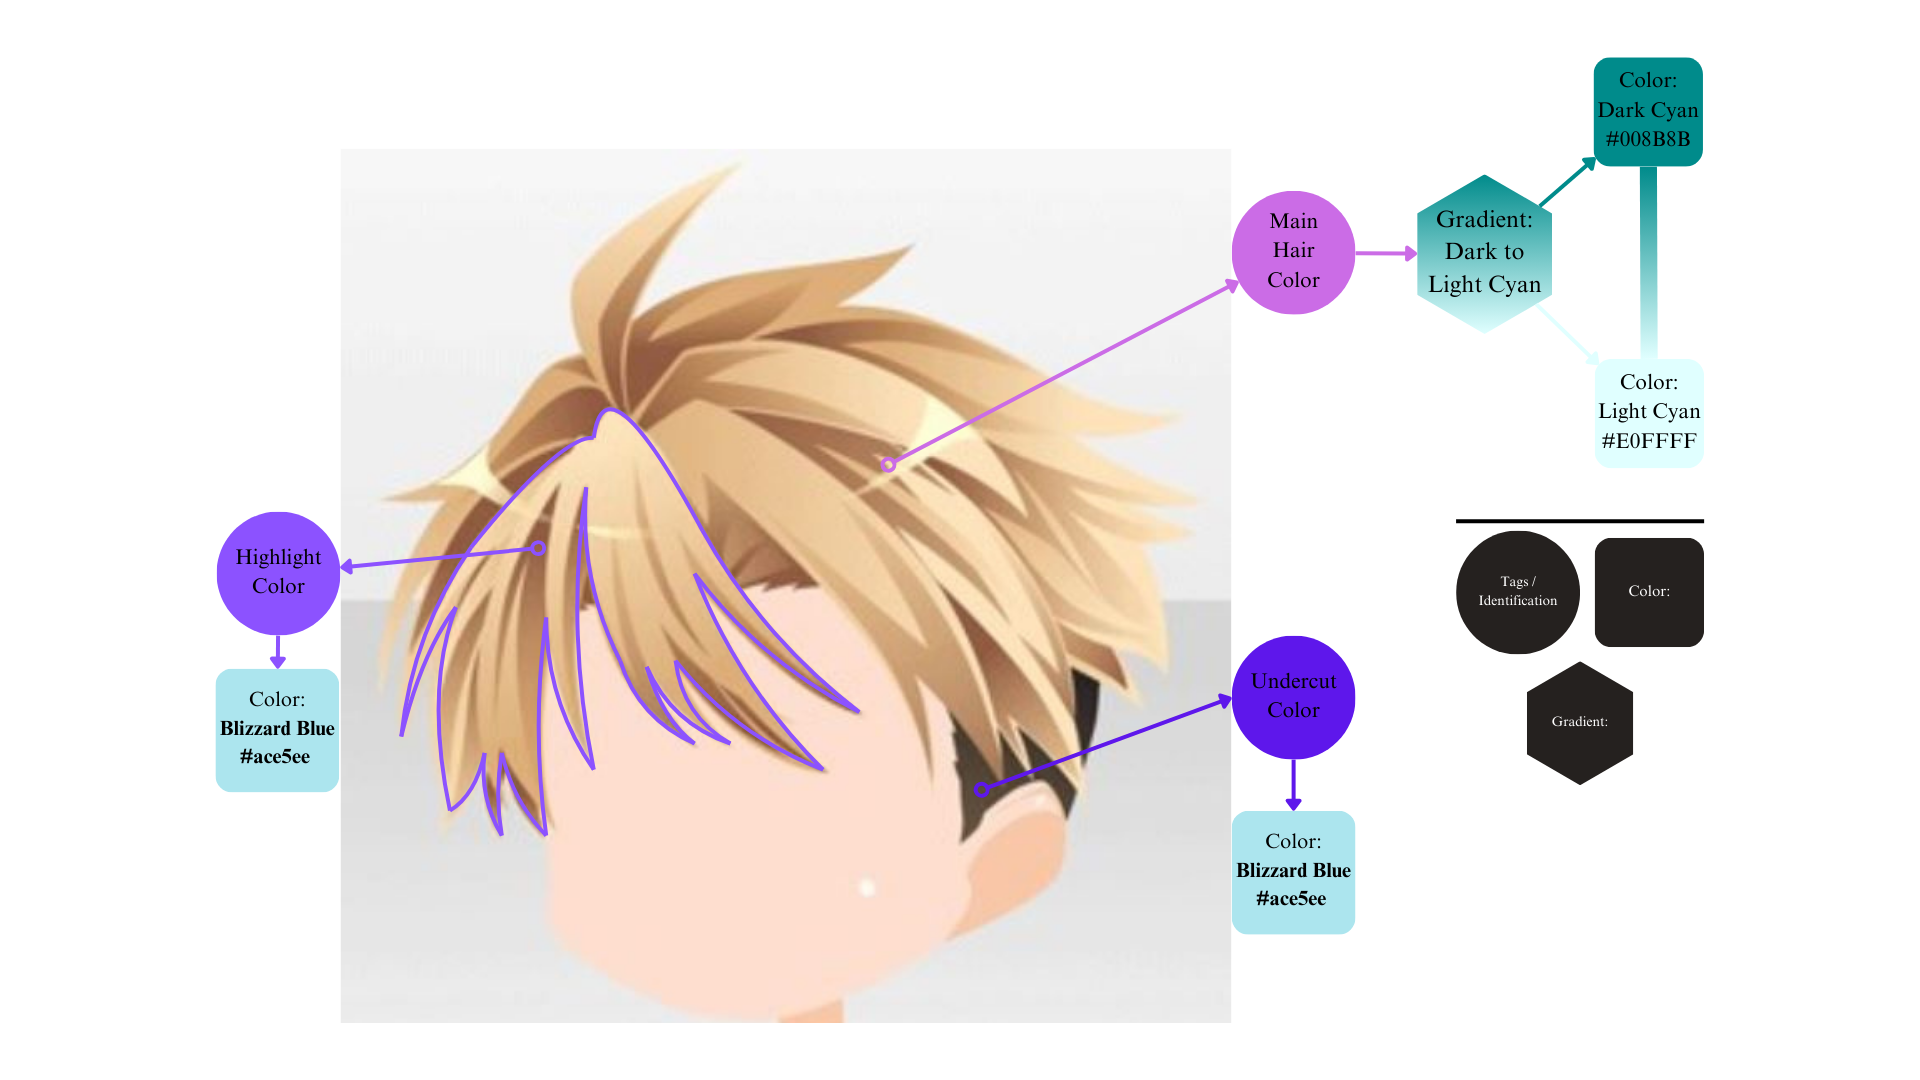 Color:
Dark Cyan
#008B8B
Main
Hair
Color
Gradient:
Dark to
Light Cyan
Color:
Light Cyan
#E0FFFF
Highlight
Color
Color:
Blizzard Blue
#ace5ee
Undercut
Color
Color:
Blizzard Blue
#ace5ee
Tags /
Identification
Color:
Gradient: